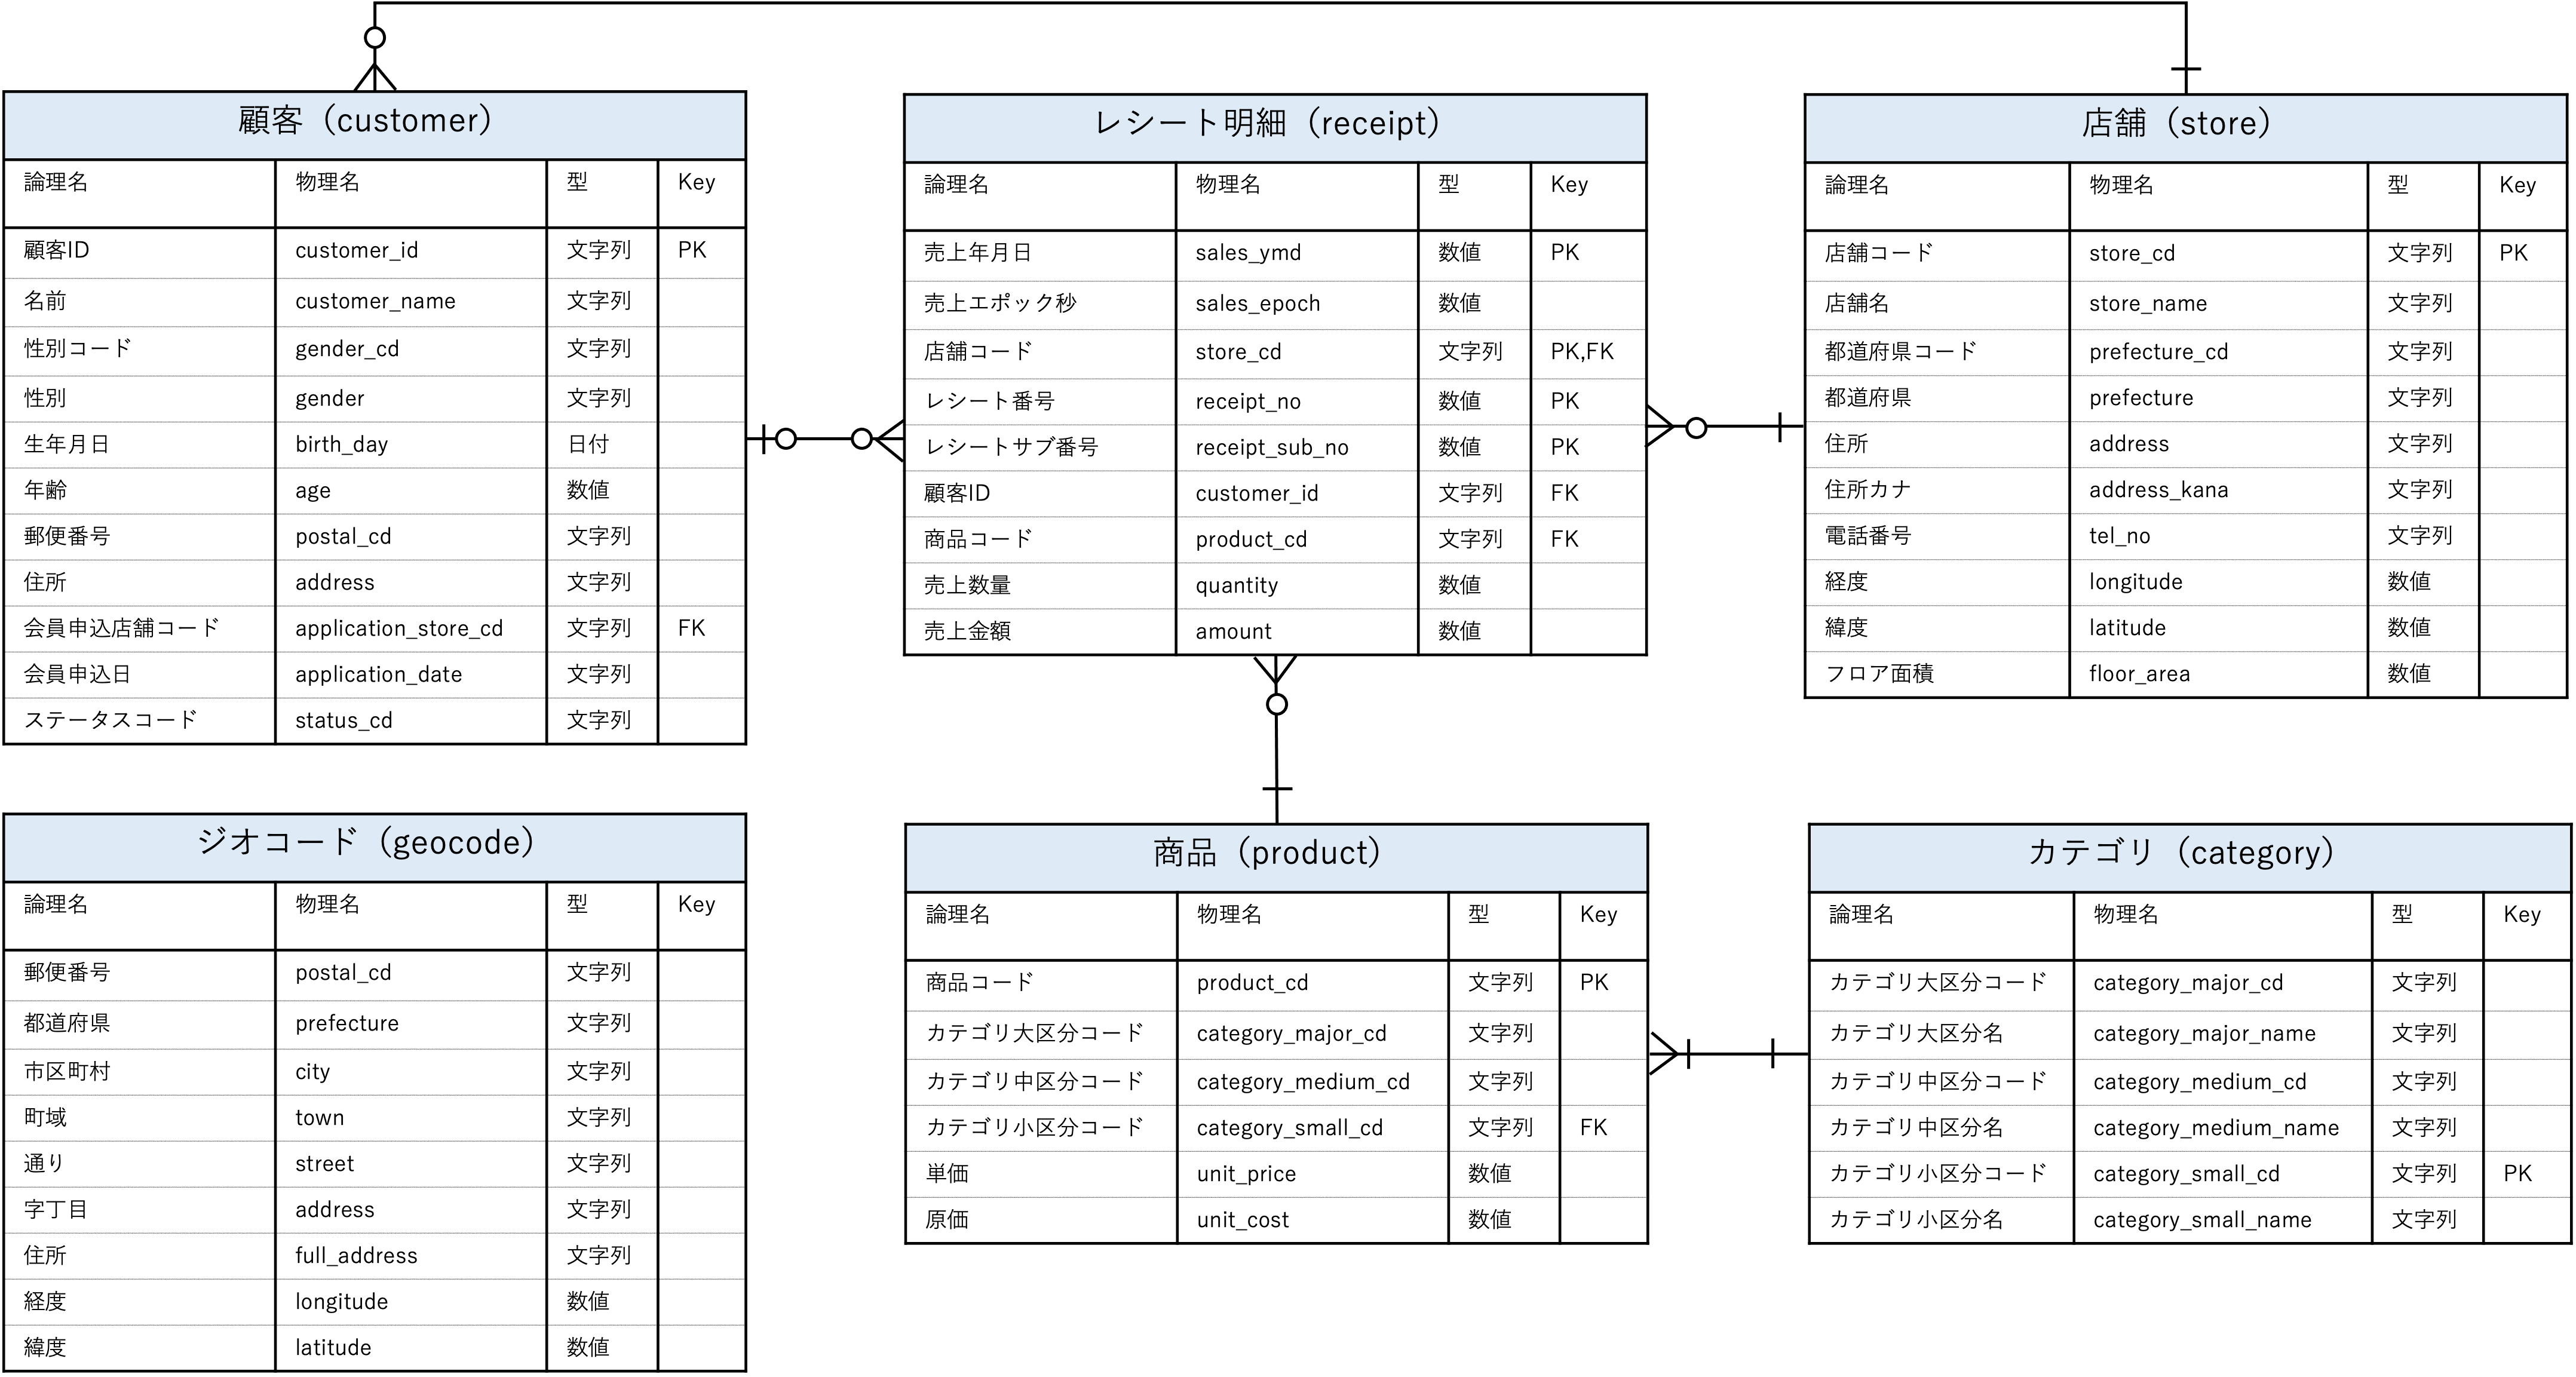 顧客（customer）
論理名 物理名 型 Key
顧客ID customer_id 文字列 PK
名前 customer_name 文字列
性別コード gender_cd 文字列
性別 gender 文字列
生年月日 birth_day 日付
年齢 age 数値
郵便番号 postal_cd 文字列
住所 address 文字列
会員申込店舗コード application_store_cd 文字列 FK
会員申込日 application_date 文字列
ステータスコード status_cd 文字列
レシート明細（receipt）
論理名 物理名 型 Key
売上年月日 sales_ymd 数値 PK
売上エポック秒 sales_epoch 数値
店舗コード store_cd 文字列 PK,FK
レシート番号 receipt_no 数値 PK
レシートサブ番号 receipt_sub_no 数値 PK
顧客ID customer_id 文字列 FK
商品コード product_cd 文字列 FK
売上数量 quantity 数値
売上金額 amount 数値
店舗（store）
論理名 物理名 型 Key
店舗コード store_cd 文字列 PK
店舗名 store_name 文字列
都道府県コード prefecture_cd 文字列
都道府県 prefecture 文字列
住所 address 文字列
住所カナ address_kana 文字列
電話番号 tel_no 文字列
経度 longitude 数値
緯度 latitude 数値
フロア面積 floor_area 数値
ジオコード（geocode）
論理名 物理名 型 Key
郵便番号 postal_cd 文字列
都道府県 prefecture 文字列
市区町村 city 文字列
町域 town 文字列
通り street 文字列
字丁目 address 文字列
住所 full_address 文字列
経度 longitude 数値
緯度 latitude 数値
商品（product）
論理名 物理名 型 Key
商品コード product_cd 文字列 PK
カテゴリ大区分コード category_major_cd 文字列
カテゴリ中区分コード category_medium_cd 文字列
カテゴリ小区分コード category_small_cd 文字列 FK
単価 unit_price 数値
原価 unit_cost 数値
カテゴリ（category）
論理名 物理名 型 Key
カテゴリ大区分コード category_major_cd 文字列
カテゴリ大区分名 category_major_name 文字列
カテゴリ中区分コード category_medium_cd 文字列
カテゴリ中区分名 category_medium_name 文字列
カテゴリ小区分コード category_small_cd 文字列 PK
カテゴリ小区分名 category_small_name 文字列